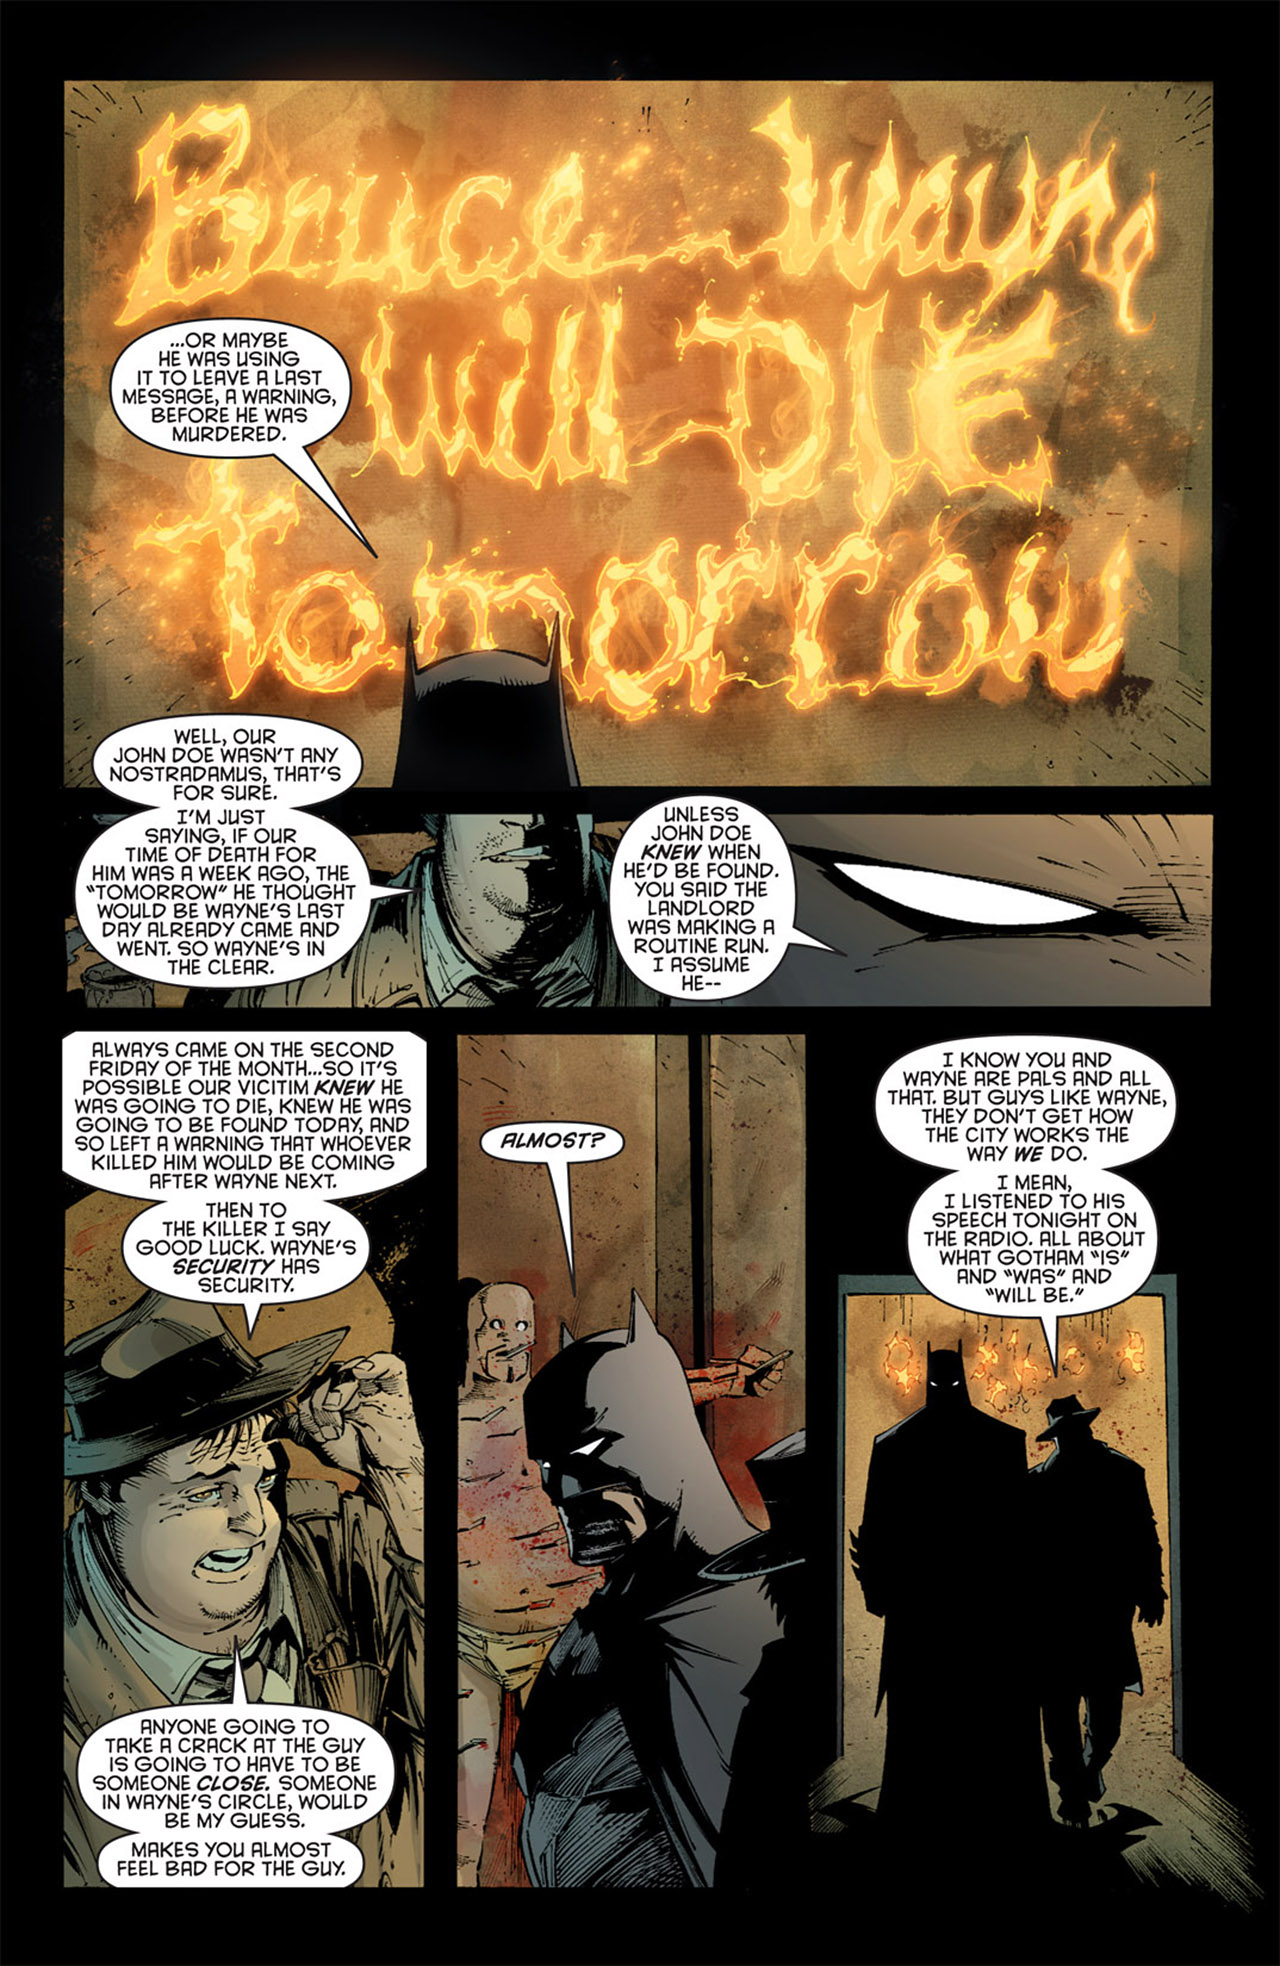 Bruce Wayne
will DIE
tomorrow
...OR MAYBE
HE WAS USING
IT TO LEAVE A LAST
MESSAGE, A WARNING,
BEFORE HE WAS
MURDERED.
WELL, OUR
JOHN DOE WASN'T ANY
NOSTRADAMUS, THAT'S
FOR SURE.
I'M JUST
SAYING, IF OUR
TIME OF DEATH FOR
HIM WAS A WEEK AGO, THE
"TOMORROW" HE THOUGHT
WOULD BE WAYNE'S LAST
DAY ALREADY CAME AND
WENT. SO WAYNE'S IN
THE CLEAR.
UNLESS
JOHN DOE
KNEW WHEN
HE'D BE FOUND.
YOU SAID THE
LANDLORD
WAS MAKING A
ROUTINE RUN.
I ASSUME
HE--
ALWAYS CAME ON THE SECOND
FRIDAY OF THE MONTH...SO IT'S
POSSIBLE OUR VICITIM KNEW HE
WAS GOING TO DIE, KNEW HE WAS
GOING TO BE FOUND TODAY, AND
SO LEFT A WARNING THAT WHOEVER
KILLED HIM WOULD BE COMING
AFTER WAYNE NEXT.
THEN TO
THE KILLER I SAY
GOOD LUCK. WAYNE'S
SECURITY HAS
SECURITY.
ANYONE GOING TO
TAKE A CRACK AT THE GUY
IS GOING TO HAVE TO BE
SOMEONE CLOSE. SOMEONE
IN WAYNE'S CIRCLE, WOULD
BE MY GUESS.
MAKES YOU ALMOST
FEEL BAD FOR THE GUY.
ALMOST?
I KNOW YOU AND
WAYNE ARE PALS AND ALL
THAT. BUT GUYS LIKE WAYNE,
THEY DON'T GET HOW
THE CITY WORKS THE
WAY WE DO.
I MEAN,
I LISTENED TO HIS
SPEECH TONIGHT ON
THE RADIO. ALL ABOUT
WHAT GOTHAM "IS"
AND "WAS" AND
"WILL BE."